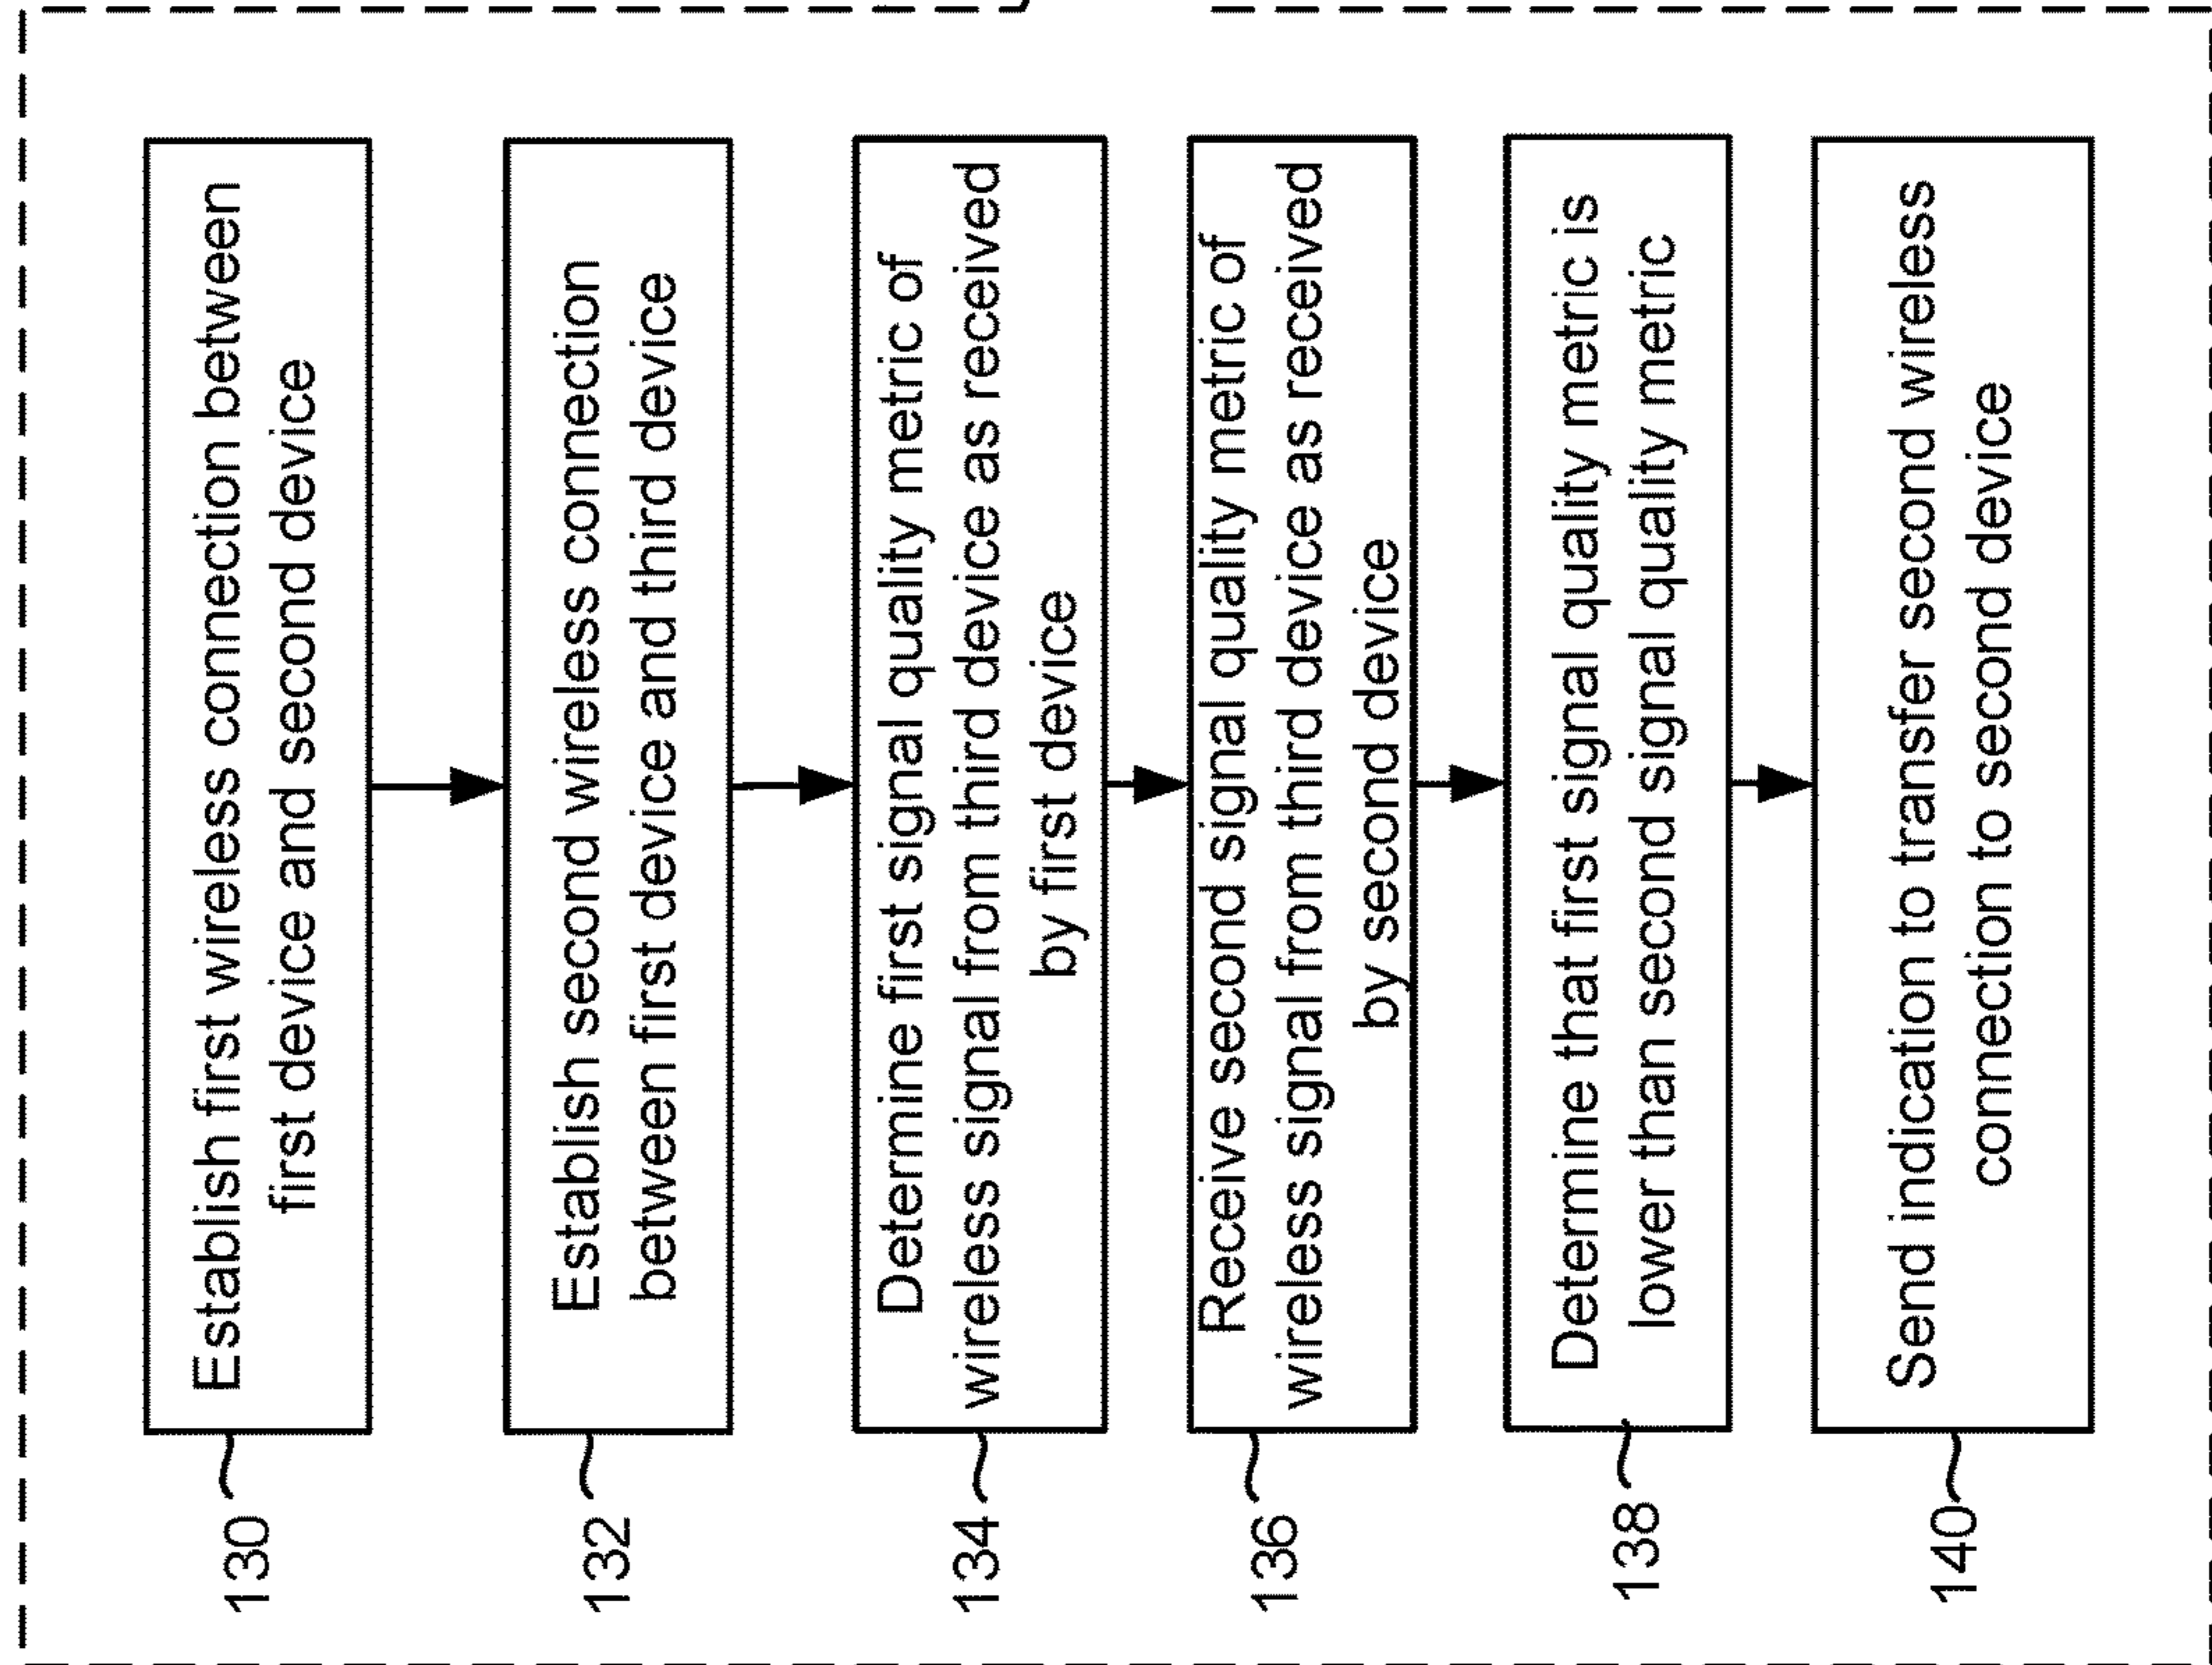 130
Establish first wireless connection between
first device and second device
132
Establish second wireless connection
between first device and third device
134
Determine first signal quality metric of
wireless signal from third device as received
by first device
136
Receive second signal quality metric of
wireless signal from third device as received
by second device
138
Determine that first signal quality metric is
lower than second signal quality metric
140
Send indication to transfer second wireless
connection to second device